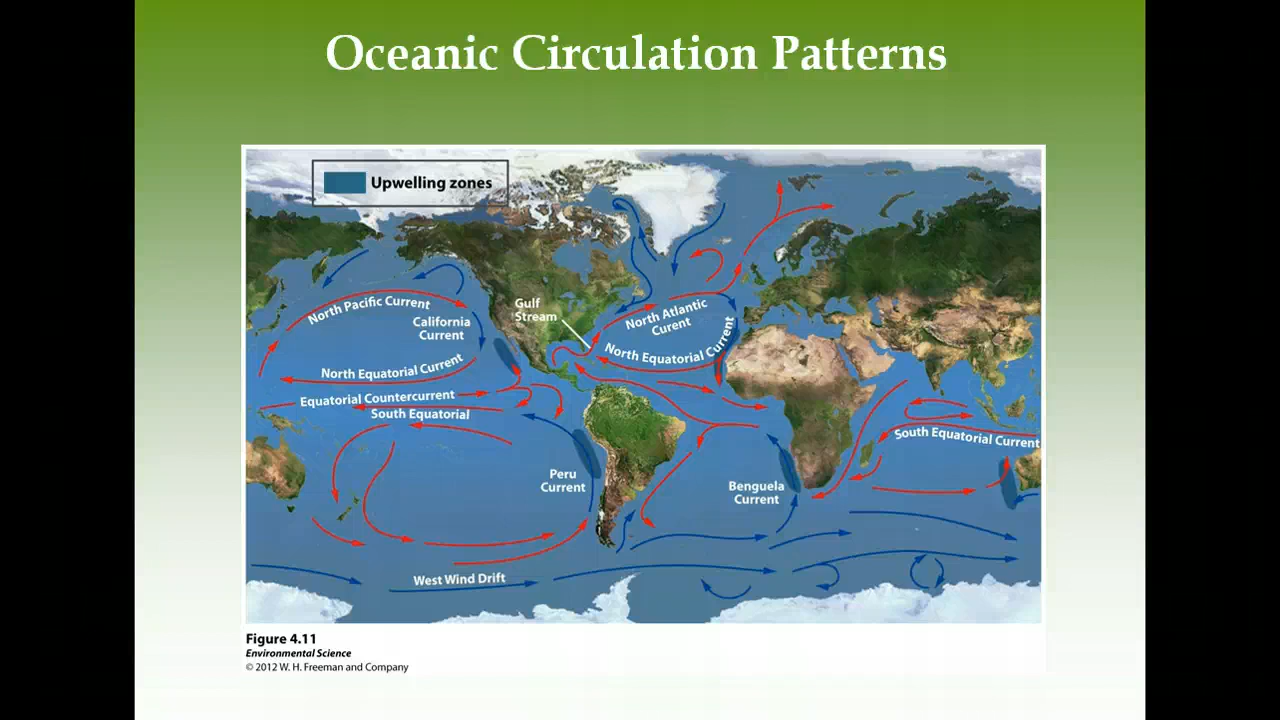 Oceanic Circulation Patterns
Upwelling zones
North Pacific Current
California
Current
Gulf
Stream
North Atlantic
Curent
North Equatorial Current
North Equatorial Current
Equatorial Countercurrent
South Equatorial
South Equatorial Current
Peru
Current
Benguela
Current
West Wind Drift
Figure 4.11
Environmental Science
© 2012 W. H. Freeman and Company